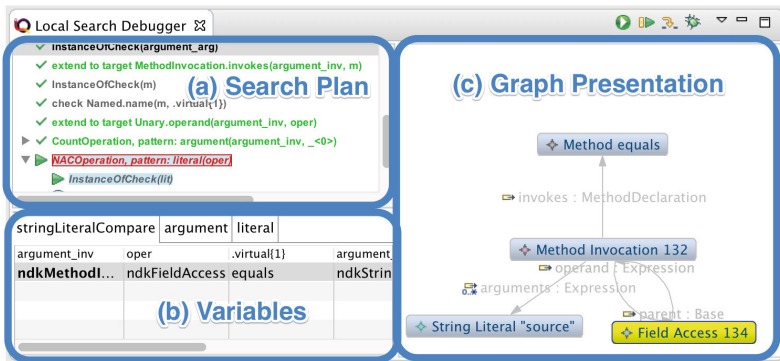 Local Search Debugger
InstanceOfCheck(argument_arg)
extend to target MethodInvocation.invokes(argument_inv, m)
InstanceOfCheck(m)
check Named.name(m, .virtual{1})
extend to target Unary.operand(argument_inv, oper)
CountOperation, pattern: argument(argument_inv, _<0>)
NACOperation, pattern: literal(oper)
InstanceOfCheck(lit)
(a) Search Plan
stringLiteralCompare argument literal
argument_inv oper .virtual{1} argument_
ndkMethodI... ndkFieldAccess equals ndkStrin
(b) Variables
(c) Graph Presentation
Method equals
invokes : MethodDeclaration
Method Invocation 132
operand : Expression
0..* arguments : Expression
parent : Base
String Literal "source"
Field Access 134